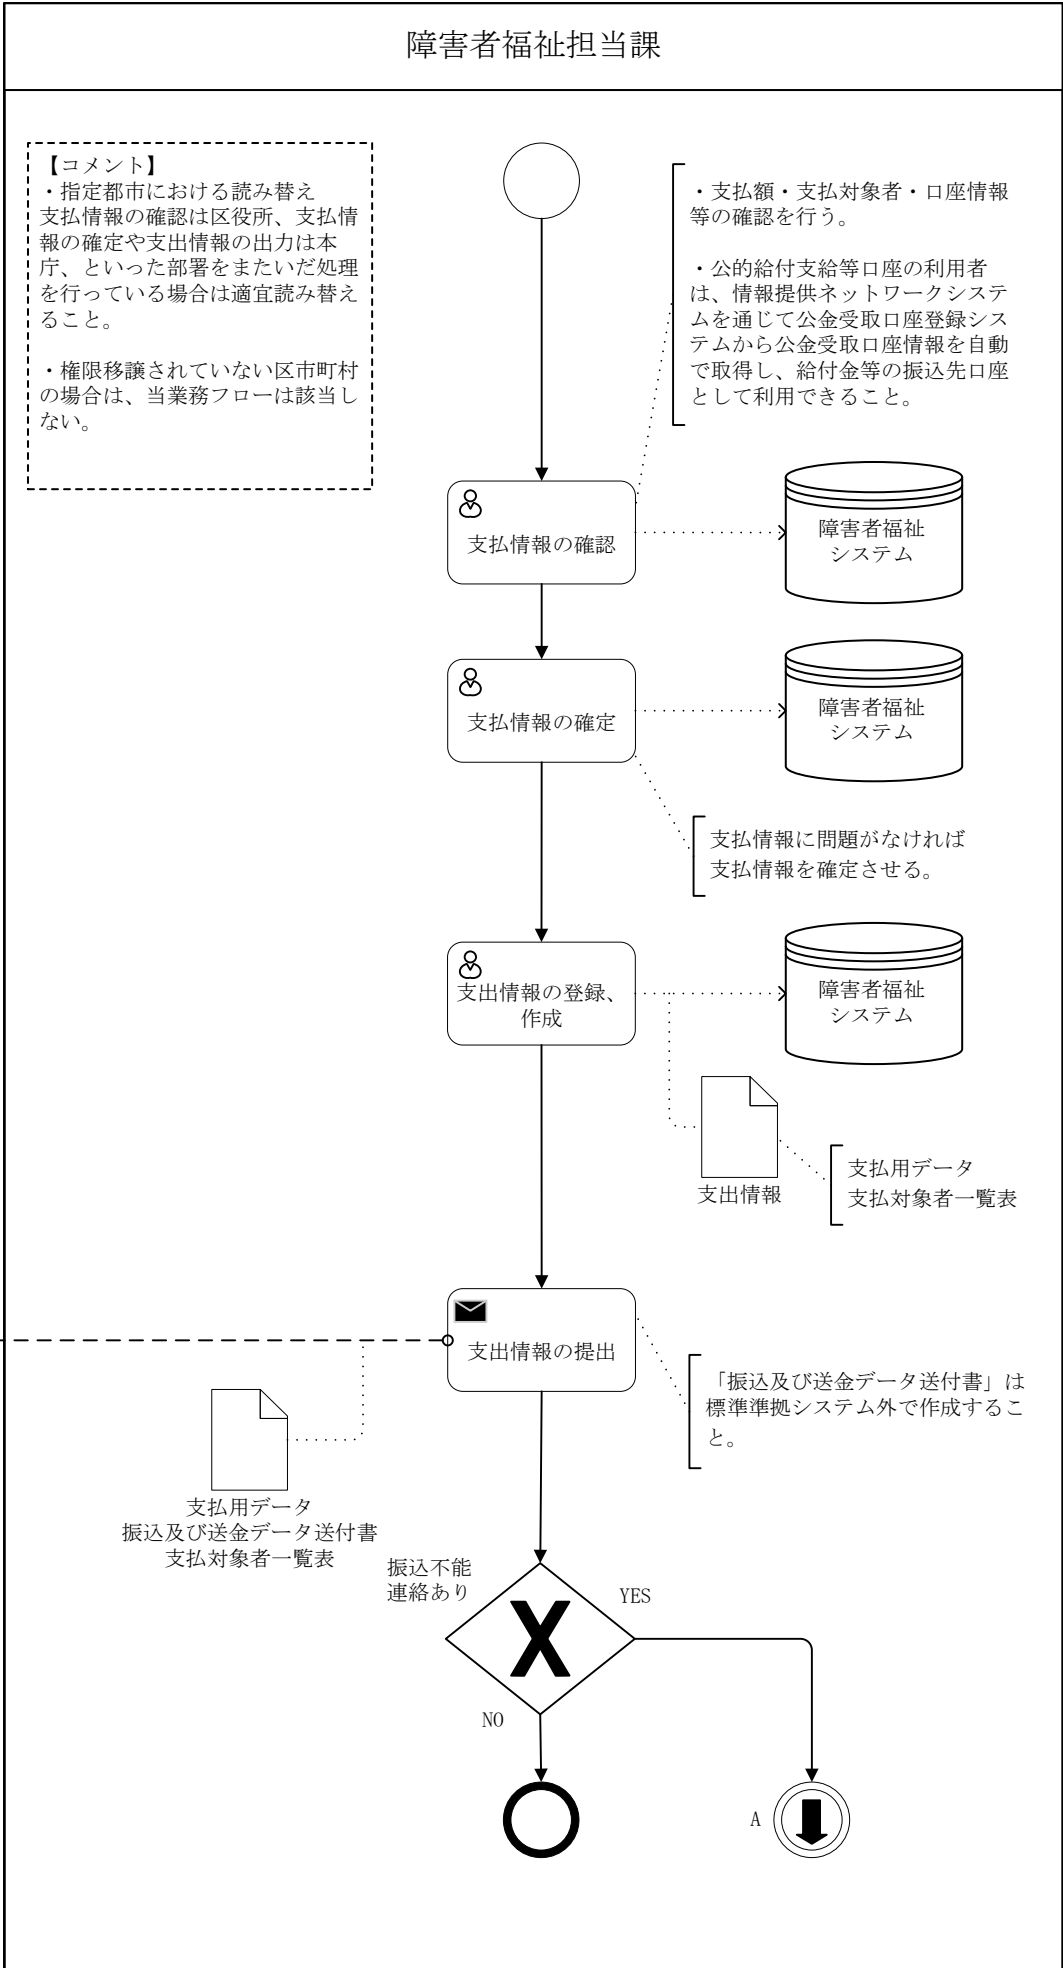 障害者福祉担当課
【コメント】
・指定都市における読み替え
支払情報の確認は区役所、支払情
報の確定や支出情報の出力は本
庁、といった部署をまたいだ処理
を行っている場合は適宜読み替え
ること。
・権限移譲されていない区市町村
の場合は、当業務フローは該当し
ない。
・支払額・支払対象者・口座情報
等の確認を行う。
・公的給付支給等口座の利用者
は、情報提供ネットワークシステ
ムを通じて公金受取口座登録シス
テムから公金受取口座情報を自動
で取得し、給付金等の振込先口座
として利用できること。
支払情報の確認
障害者福祉
システム
支払情報の確定
障害者福祉
システム
支払情報に問題がなければ
支払情報を確定させる。
支出情報の登録、
作成
障害者福祉
システム
支出情報
支払用データ
支払対象者一覧表
支出情報の提出
「振込及び送金データ送付書」は
標準準拠システム外で作成するこ
と。
支払用データ
振込及び送金データ送付書
支払対象者一覧表
振込不能
連絡あり
YES
X
NO
A